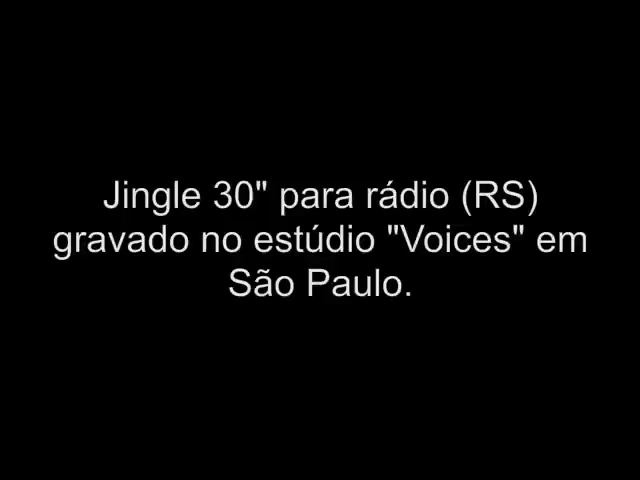 Jingle 30" para rádio (RS)
gravado no estúdio "Voices" em
São Paulo.